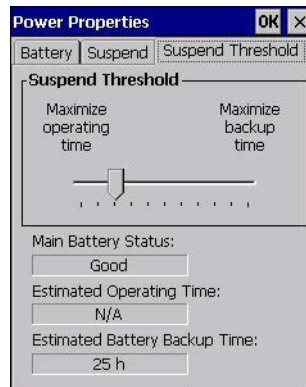 Power Properties OK ×
Battery Suspend Suspend Threshold
Suspend Threshold
Maximize operating time
Maximize backup time
Main Battery Status:
Good
Estimated Operating Time:
N/A
Estimated Battery Backup Time:
25 h